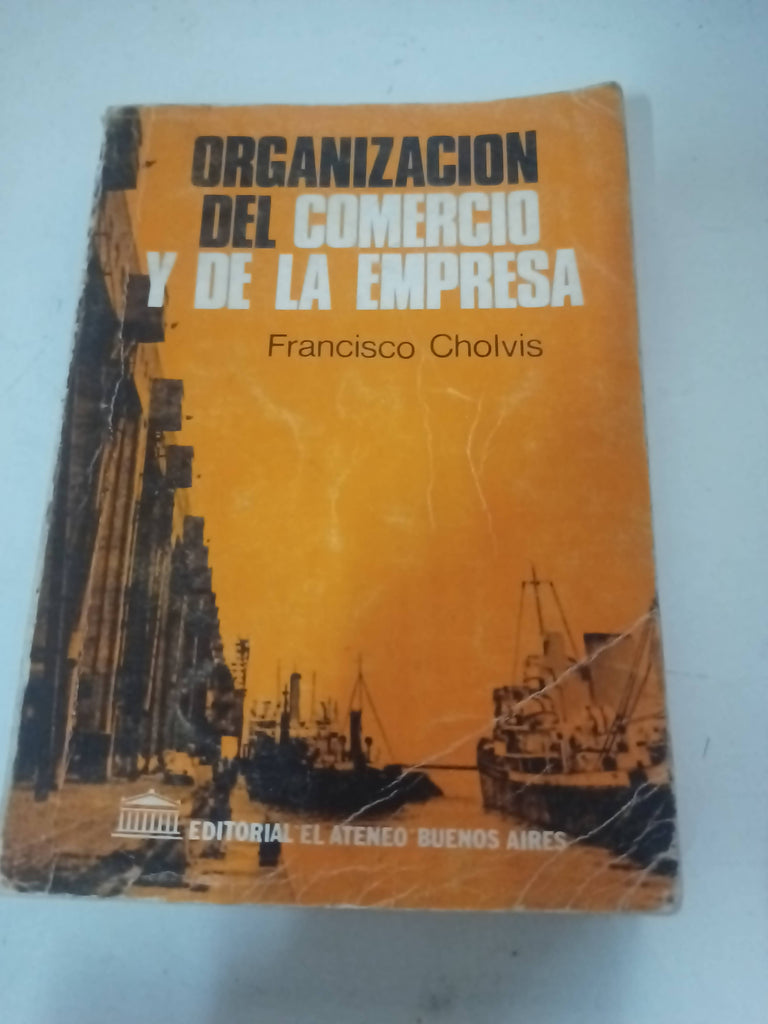 ORGANIZACION
DEL COMERCIO
Y DE LA EMPRESA
Francisco Cholvis
EDITORIAL "EL ATENEO" BUENOS AIRES